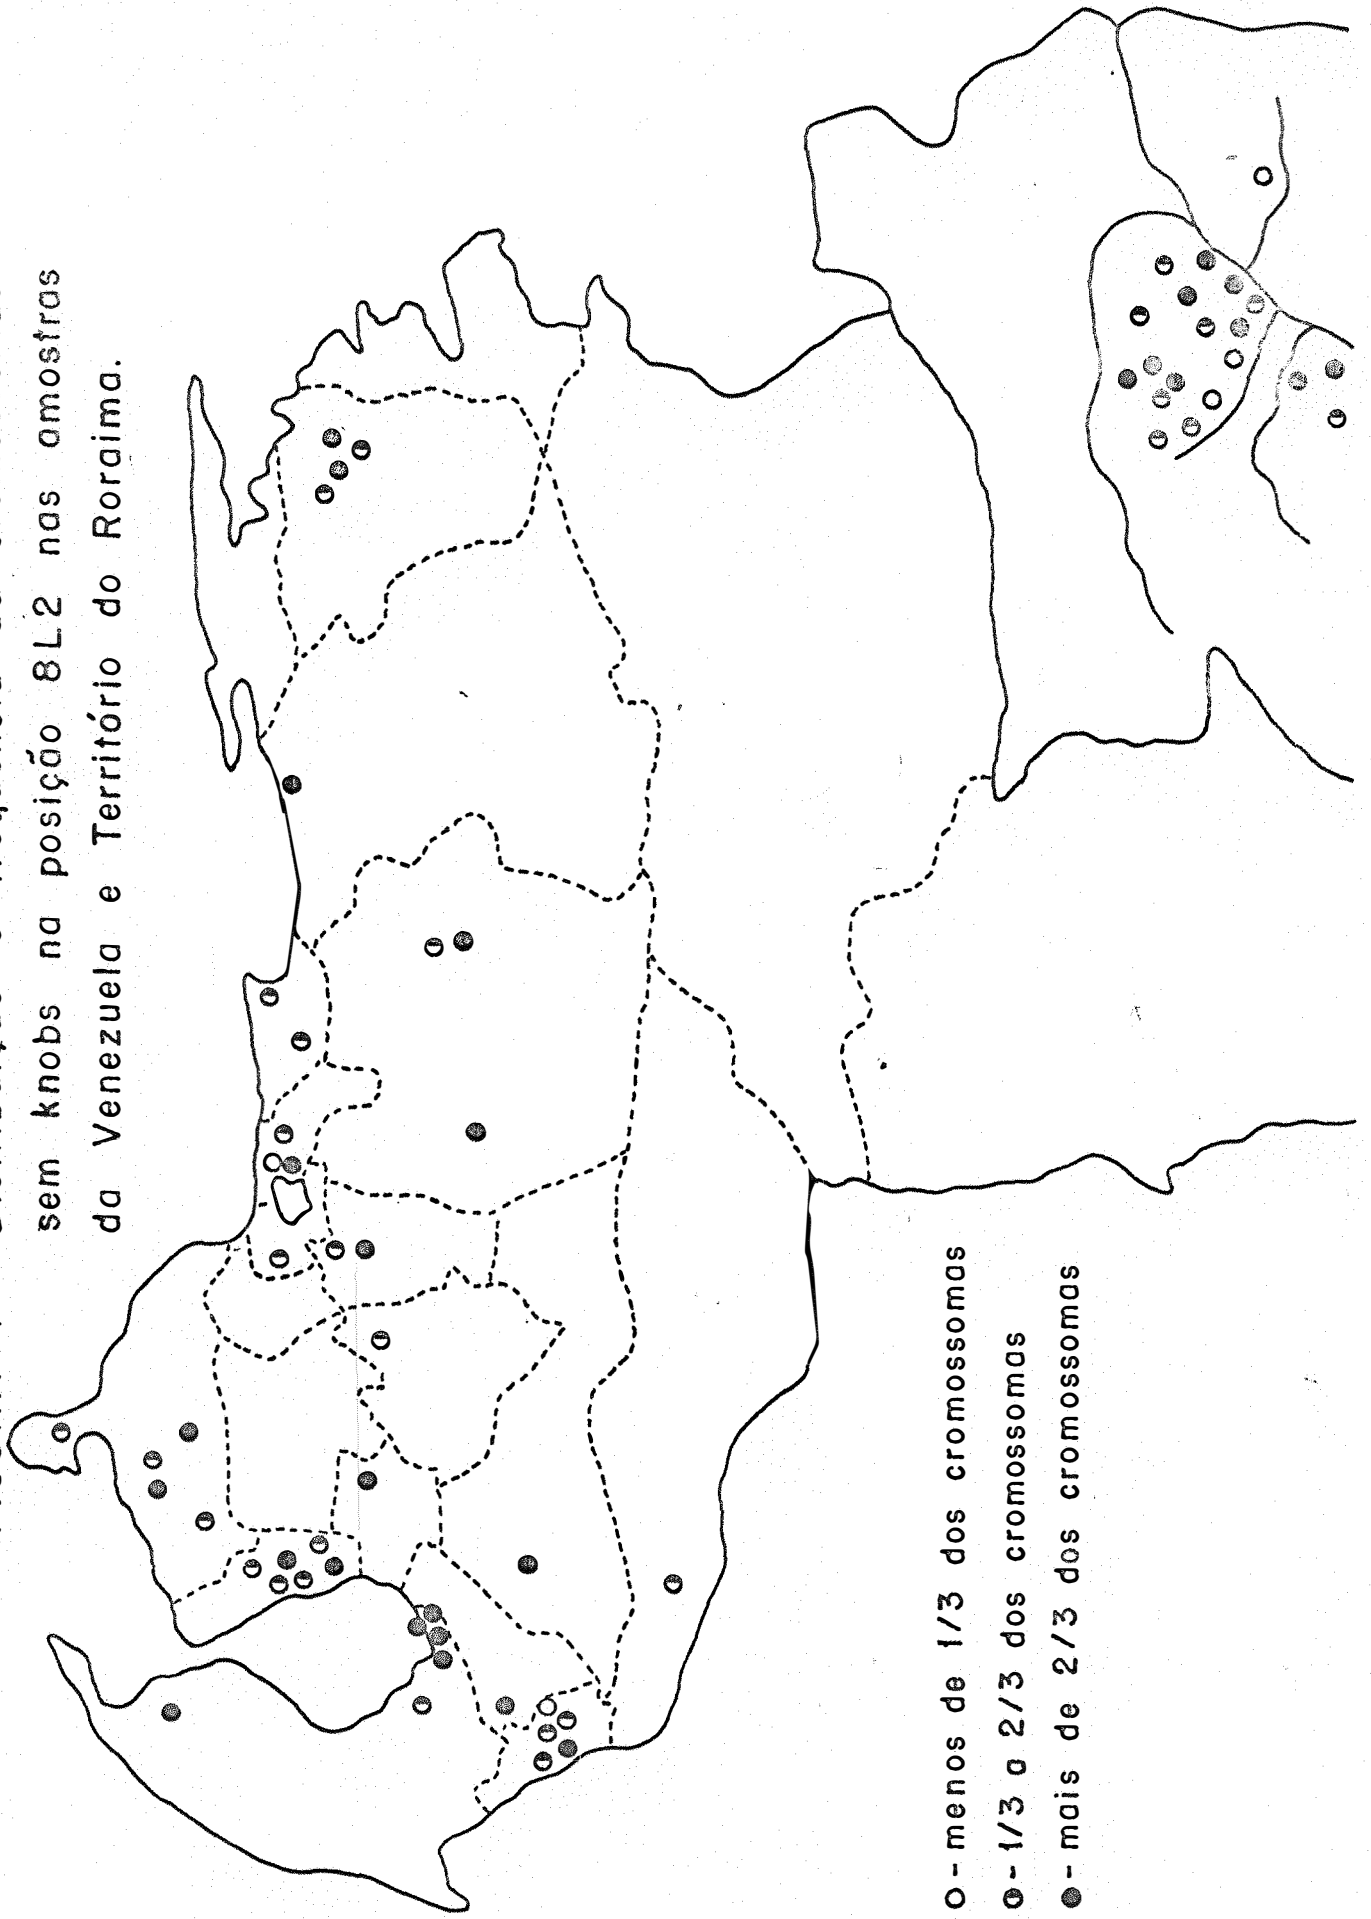 sem knobs na posição 8L2 nas amostras
da Venezuela e Território do Roraima.
- menos de 1/3 dos cromossomas
- 1/3 a 2/3 dos cromossomas
- mais de 2/3 dos cromossomas